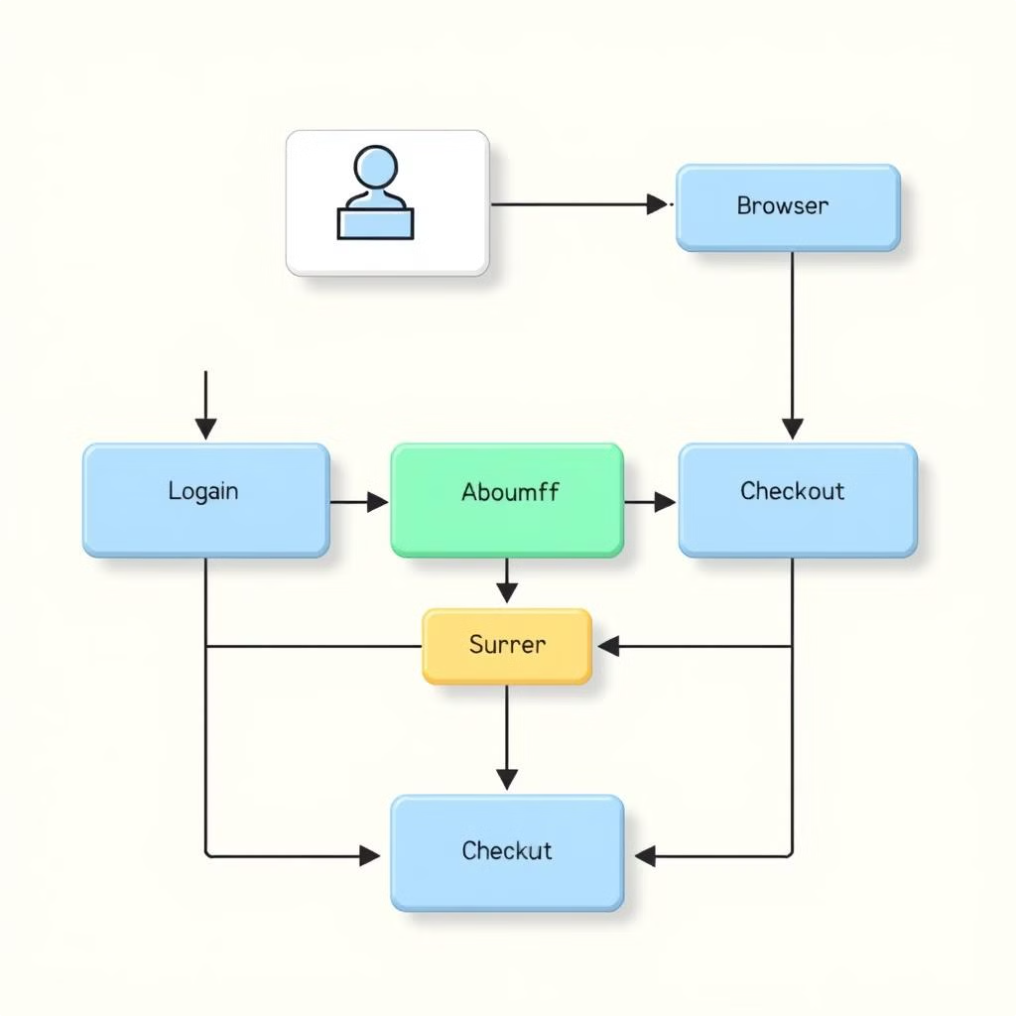 Browser
Logain
Aboumff
Checkout
Surrer
Checkut